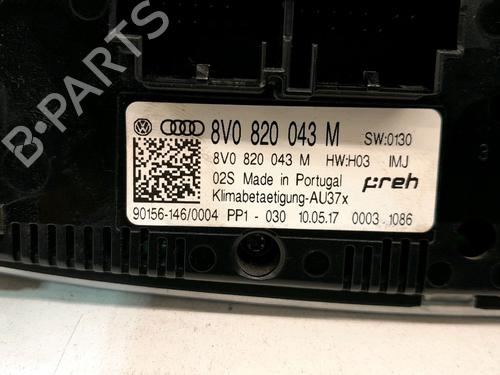 B-PARTS
8V0 820 043 M SW:0130
8V0 820 043 M HW:H03 IMJ
02S Made in Portugal preh
Klimabetaetigung-AU37x
90156-146/0004 PP1 - 030 10.05.17 0003 1086